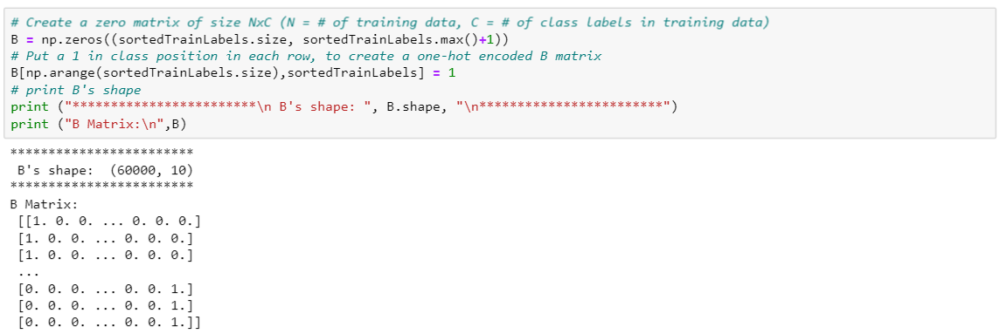 # Create a zero matrix of size NxC (N = # of training data, C = # of class labels in training data)
B = np.zeros((sortedTrainLabels.size, sortedTrainLabels.max()+1))
# Put a 1 in class position in each row, to create a one-hot encoded B matrix
B[np.arange(sortedTrainLabels.size),sortedTrainLabels] = 1
# print B's shape
print ("************************\n B's shape: ", B.shape, "\n************************")
print ("B Matrix:\n",B)
************************
 B's shape:  (60000, 10)
************************
B Matrix:
 [[1. 0. 0. ... 0. 0. 0.]
 [1. 0. 0. ... 0. 0. 0.]
 [1. 0. 0. ... 0. 0. 0.]
 ...
 [0. 0. 0. ... 0. 0. 1.]
 [0. 0. 0. ... 0. 0. 1.]
 [0. 0. 0. ... 0. 0. 1.]]